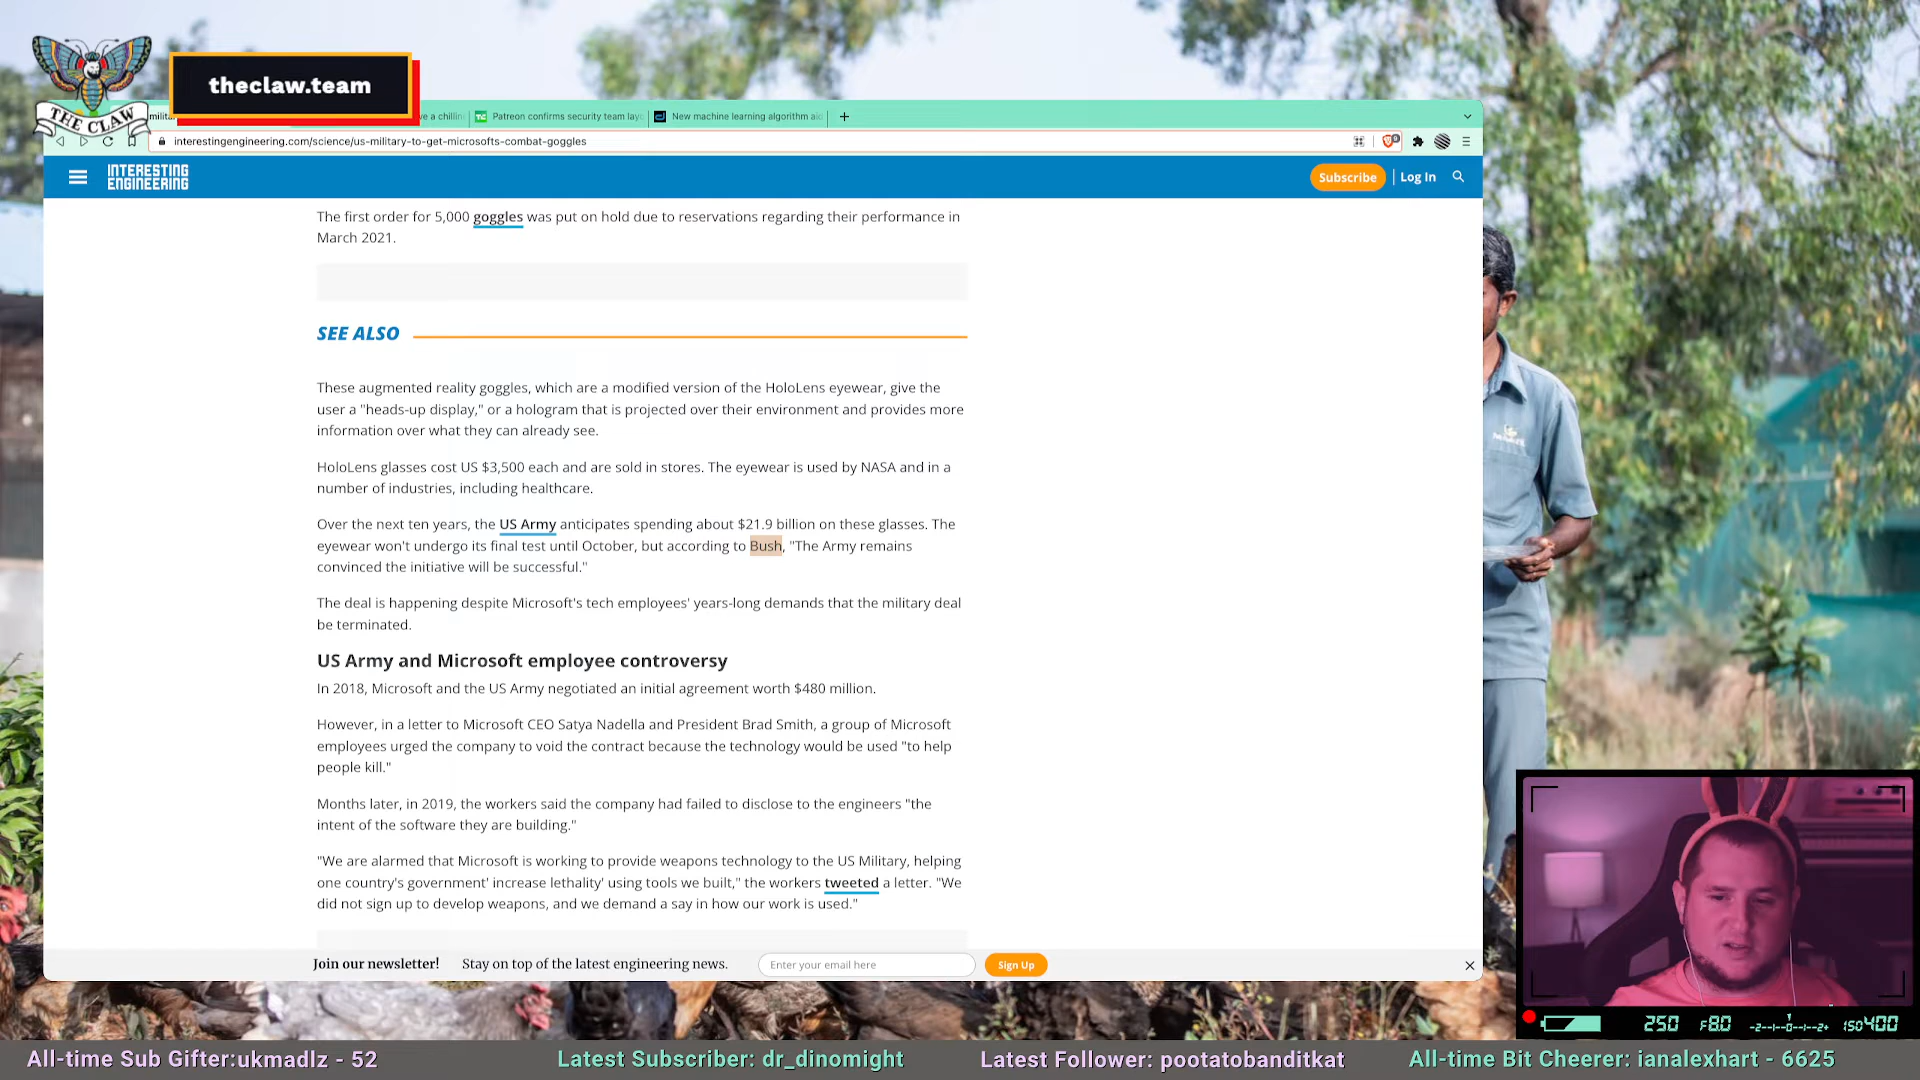 theclaw.team
THE CLAW
milita
ve a chillin
Patreon confirms security team layo
New machine learning algorithm aid
interestingengineering.com/science/us-military-to-get-microsofts-combat-goggles
INTERESTING
ENGINEERING
Subscribe
Log In
The first order for 5,000 goggles was put on hold due to reservations regarding their performance in
March 2021.
SEE ALSO
These augmented reality goggles, which are a modified version of the HoloLens eyewear, give the
user a "heads-up display," or a hologram that is projected over their environment and provides more
information over what they can already see.
HoloLens glasses cost US $3,500 each and are sold in stores. The eyewear is used by NASA and in a
number of industries, including healthcare.
Over the next ten years, the US Army anticipates spending about $21.9 billion on these glasses. The
eyewear won't undergo its final test until October, but according to Bush, "The Army remains
convinced the initiative will be successful."
The deal is happening despite Microsoft's tech employees' years-long demands that the military deal
be terminated.
US Army and Microsoft employee controversy
In 2018, Microsoft and the US Army negotiated an initial agreement worth $480 million.
However, in a letter to Microsoft CEO Satya Nadella and President Brad Smith, a group of Microsoft
employees urged the company to void the contract because the technology would be used "to help
people kill."
Months later, in 2019, the workers said the company had failed to disclose to the engineers "the
intent of the software they are building."
"We are alarmed that Microsoft is working to provide weapons technology to the US Military, helping
one country's government' increase lethality' using tools we built," the workers tweeted a letter. "We
did not sign up to develop weapons, and we demand a say in how our work is used."
Join our newsletter!
Stay on top of the latest engineering news.
Enter your email here
Sign Up
250
F8.0
-2--1--0--1--2+
ISO400
All-time Sub Gifter:ukmadlz - 52
Latest Subscriber: dr_dinomight
Latest Follower: pootatobanditkat
All-time Bit Cheerer: ianalexhart - 6625